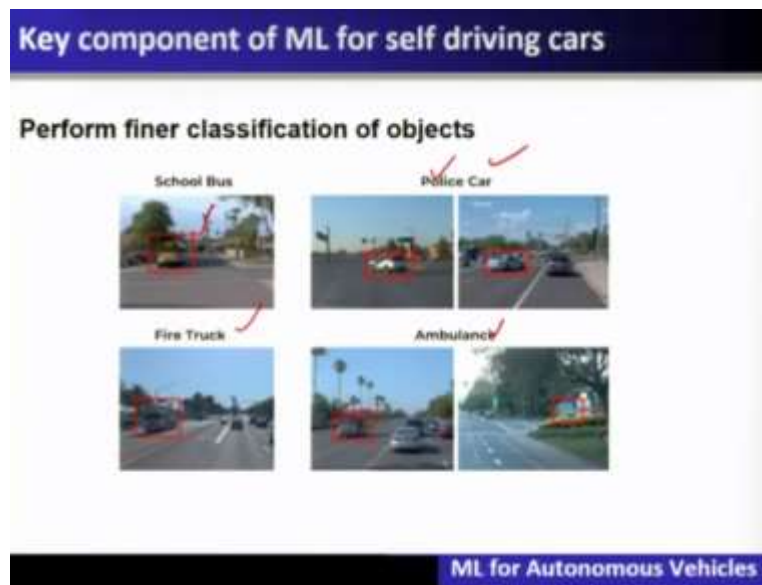 Key component of ML for self driving cars
Perform finer classification of objects
School Bus
Police Car
Fire Truck
Ambulance
ML for Autonomous Vehicles